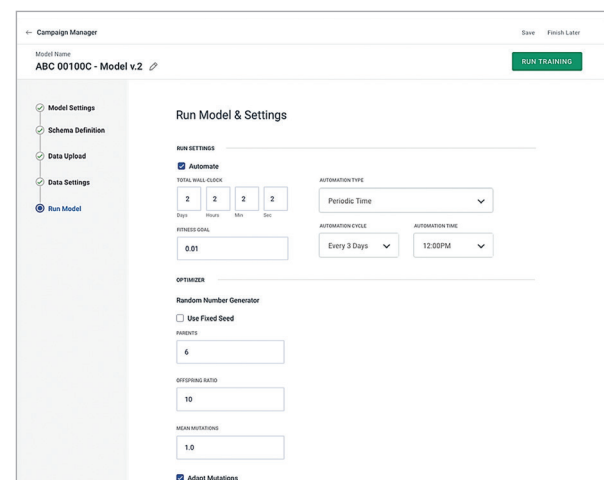 ← Campaign Manager
Save Finish Later
Model Name
ABC 00100C - Model v.2
RUN TRAINING
Model Settings
Schema Definition
Data Upload
Data Settings
Run Model
Run Model & Settings
RUN SETTINGS
Automate
TOTAL WALL-CLOCK
2 2 2 2
Days Hours Min Sec
AUTOMATION TYPE
Periodic Time
FITNESS GOAL
0.01
AUTOMATION CYCLE AUTOMATION TIME
Every 3 Days 12:00PM
OPTIMIZER
Random Number Generator
Use Fixed Seed
PARENTS
6
OFFSPRING RATIO
10
MEAN MUTATIONS
1.0
Adapt Mutations